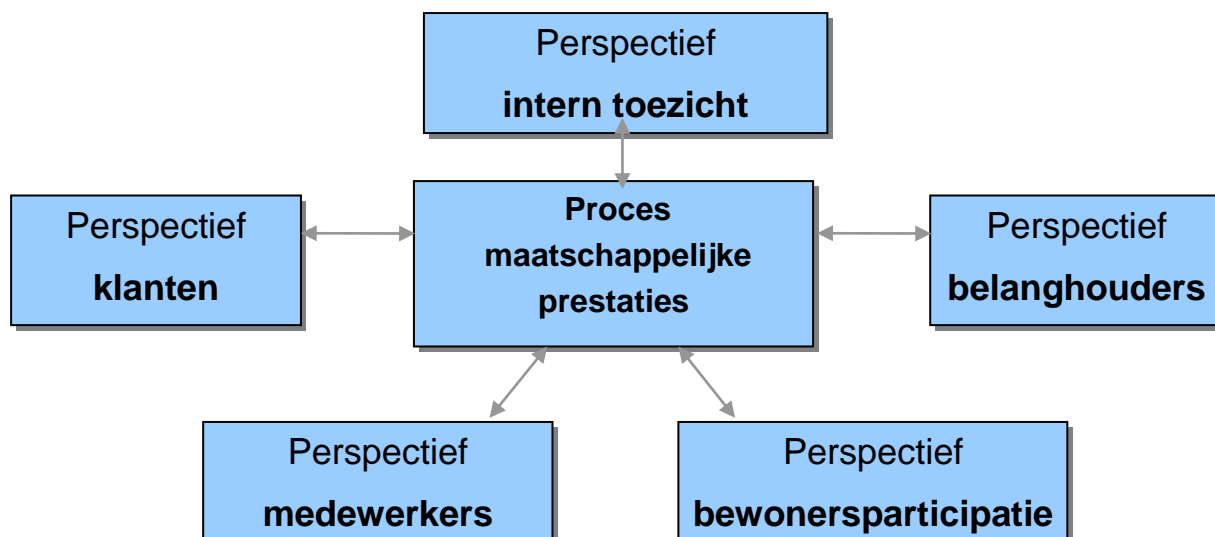 Perspectief
intern toezicht
Perspectief
klanten
Proces
maatschappelijke
prestaties
Perspectief
belanghouders
Perspectief
medewerkers
Perspectief
bewonersparticipatie